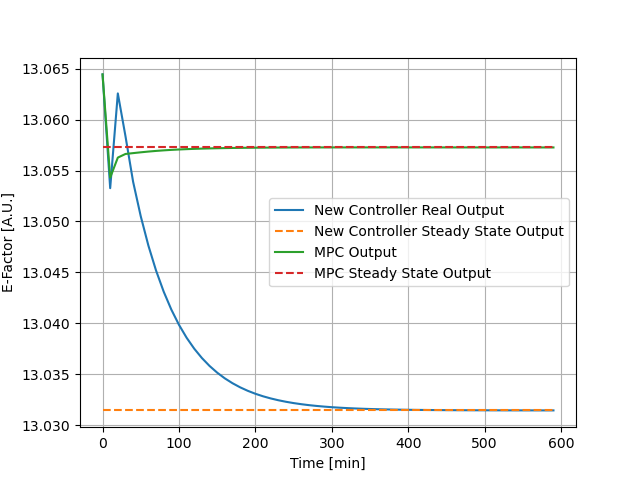 E-Factor [A.U.]
13.065
13.060
13.055
13.050
13.045
13.040
13.035
13.030
New Controller Real Output
New Controller Steady State Output
MPC Output
MPC Steady State Output
0 100 200 300 400 500 600
Time [min]